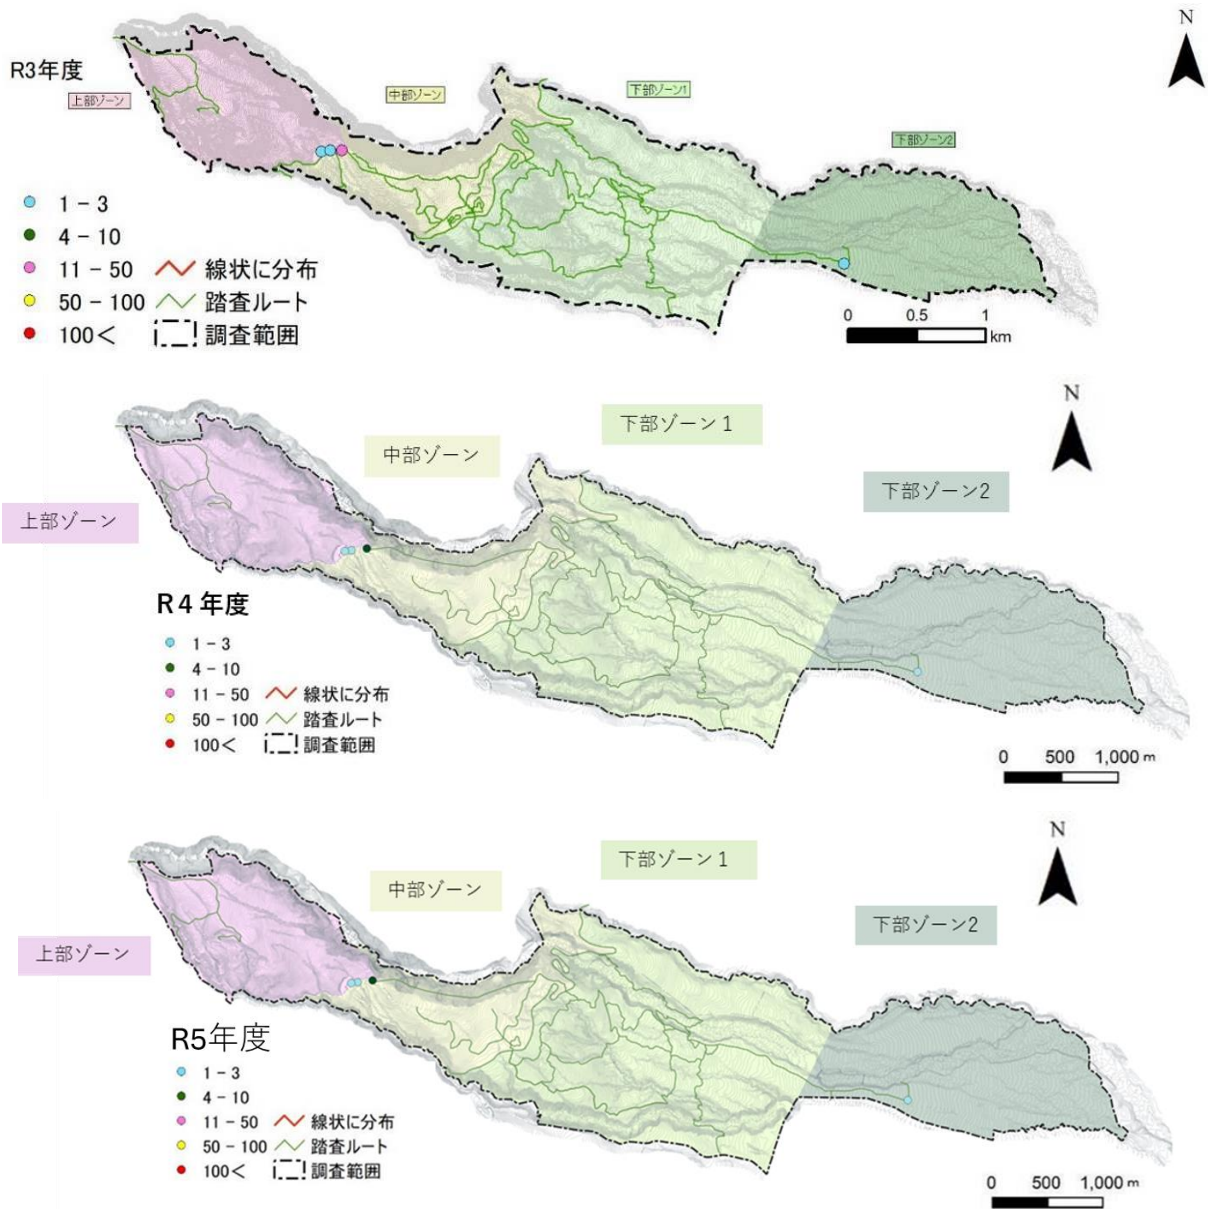 N
R3年度
上部ゾーン
中部ゾーン
下部ゾーン1
下部ゾーン2
1 - 3
4 - 10
11 - 50
線状に分布
50 - 100
踏査ルート
100<
調査範囲
0 0.5 1
km
N
下部ゾーン1
中部ゾーン
下部ゾーン2
上部ゾーン
R4年度
1 - 3
4 - 10
11 - 50
線状に分布
50 - 100
踏査ルート
100<
調査範囲
0 500 1,000 m
N
下部ゾーン1
中部ゾーン
下部ゾーン2
上部ゾーン
R5年度
1 - 3
4 - 10
11 - 50
線状に分布
50 - 100
踏査ルート
100<
調査範囲
0 500 1,000 m